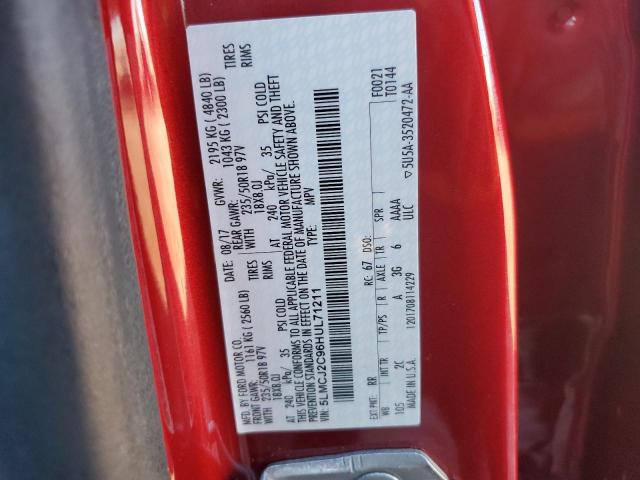 MFD. BY FORD MOTOR CO.
DATE: 08/17 GVWR: 2195 KG ( 4840 LB)
FRONT GAWR: 1161 KG (2560 LB) REAR GAWR: 1043 KG ( 2300 LB)
WITH 235/50R18 97V TIRES WITH 235/50R18 97V TIRES
18X8.0J RIMS 18X8.0J RIMS
AT 240 kPa/ 35 PSI COLD AT 240 kPa/ 35 PSI COLD
THIS VEHICLE CONFORMS TO ALL APPLICABLE FEDERAL MOTOR VEHICLE SAFETY AND THEFT
PREVENTION STANDARDS IN EFFECT ON THE DATE OF MANUFACTURE SHOWN ABOVE.
VIN: 5LMCJ2C96HUL71211 TYPE: MPV
F0021
T0144
EXT PNT: RR RC: 67 DSO:
WB INT TR TP/PS R AXLE TR SPR
105 2C A 3G 6 AAAA
MADE IN U.S.A. 1201708114229 ULC
▽5U5A-3520472-AA